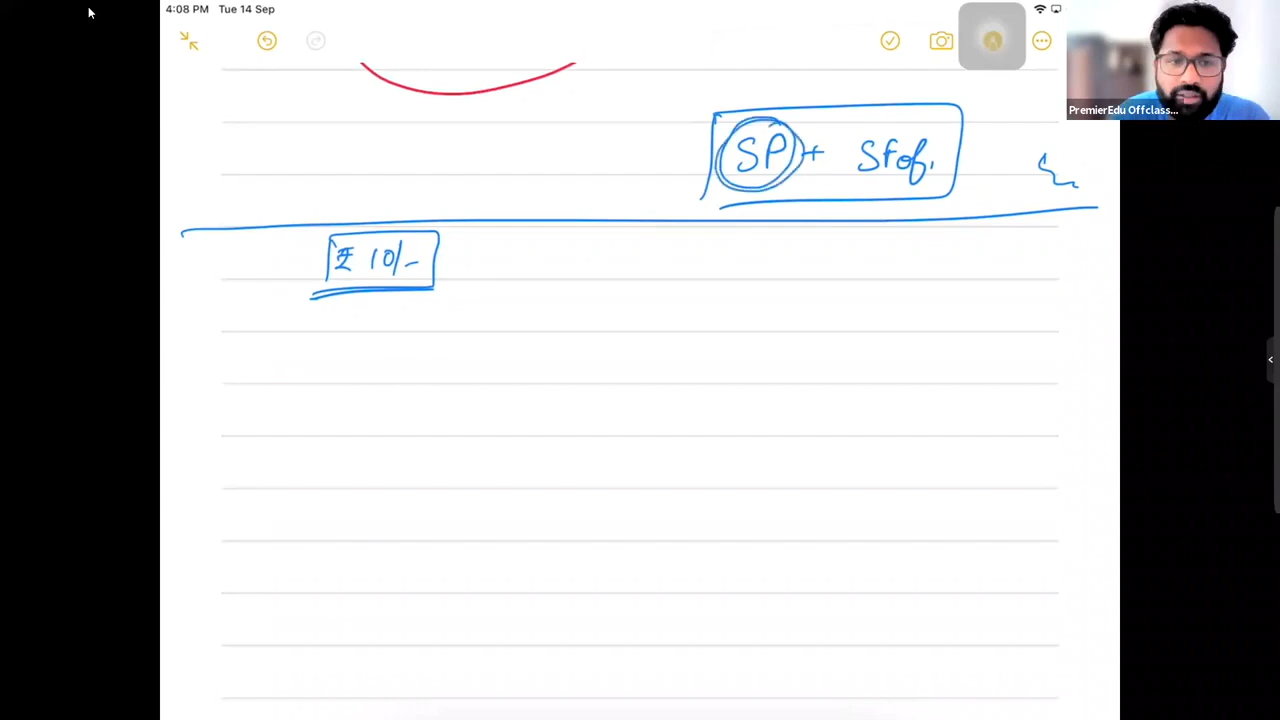 4:08 PM Tue 14 Sep
PremierEdu Offclass...
SP + SFof.
₹ 10/-